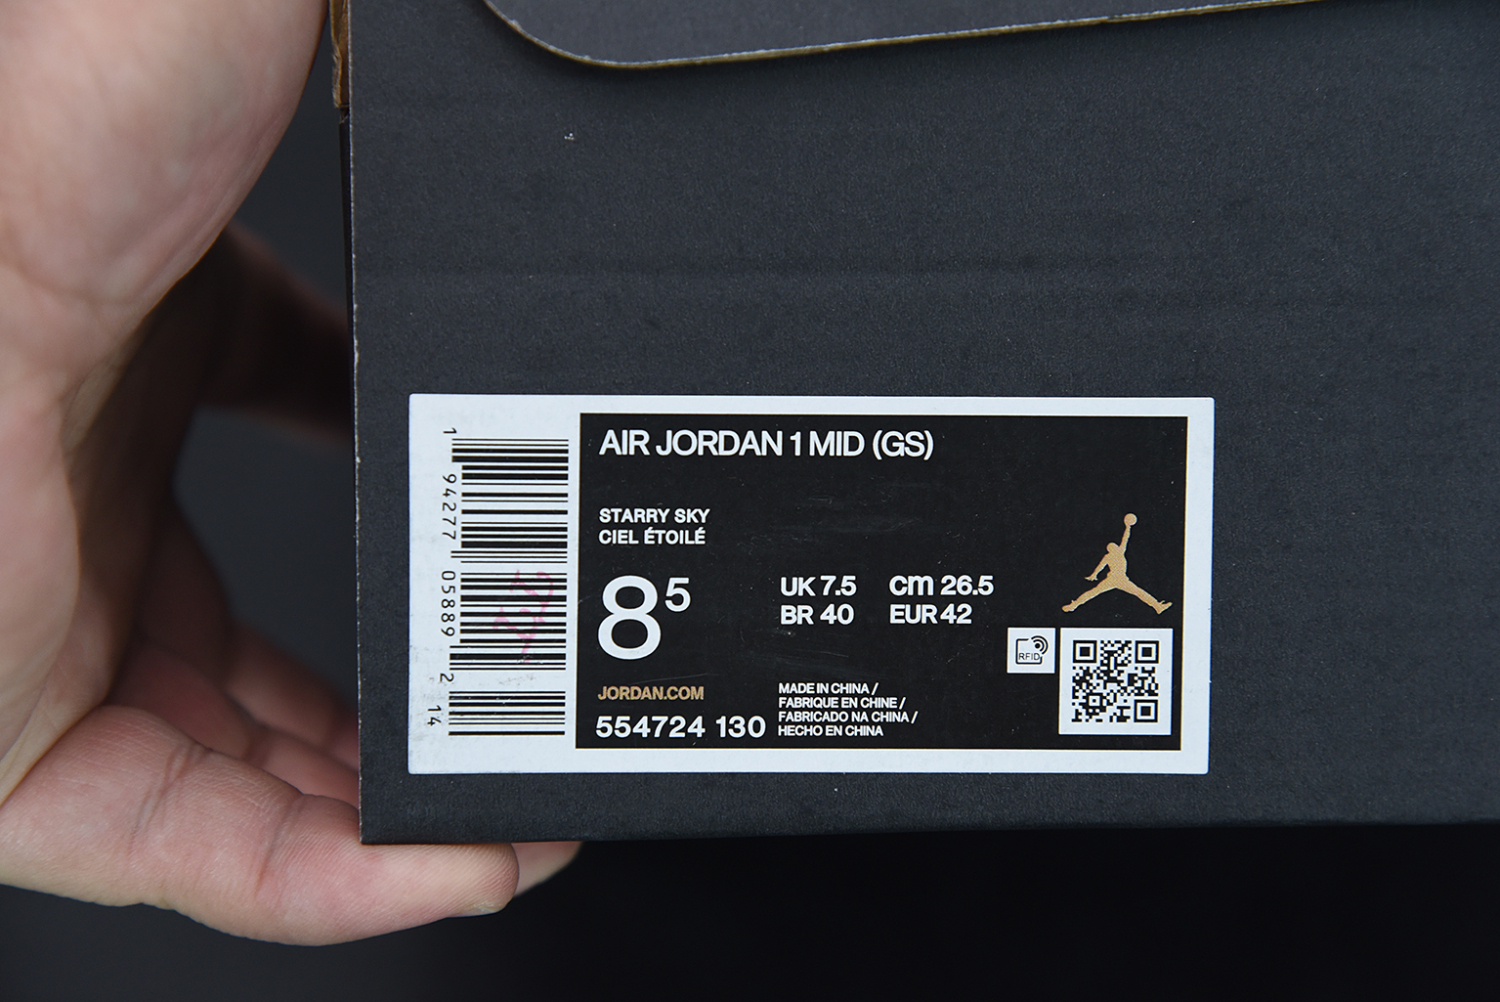 AIR JORDAN 1 MID (GS)
STARRY SKY
CIEL ÉTOILÉ
8 5
UK 7.5 CM 26.5
BR 40 EUR 42
JORDAN.COM
554724 130
MADE IN CHINA /
FABRIQUE EN CHINE /
FABRICADO NA CHINA /
HECHO EN CHINA
RFID
1 94277 05889 2 14